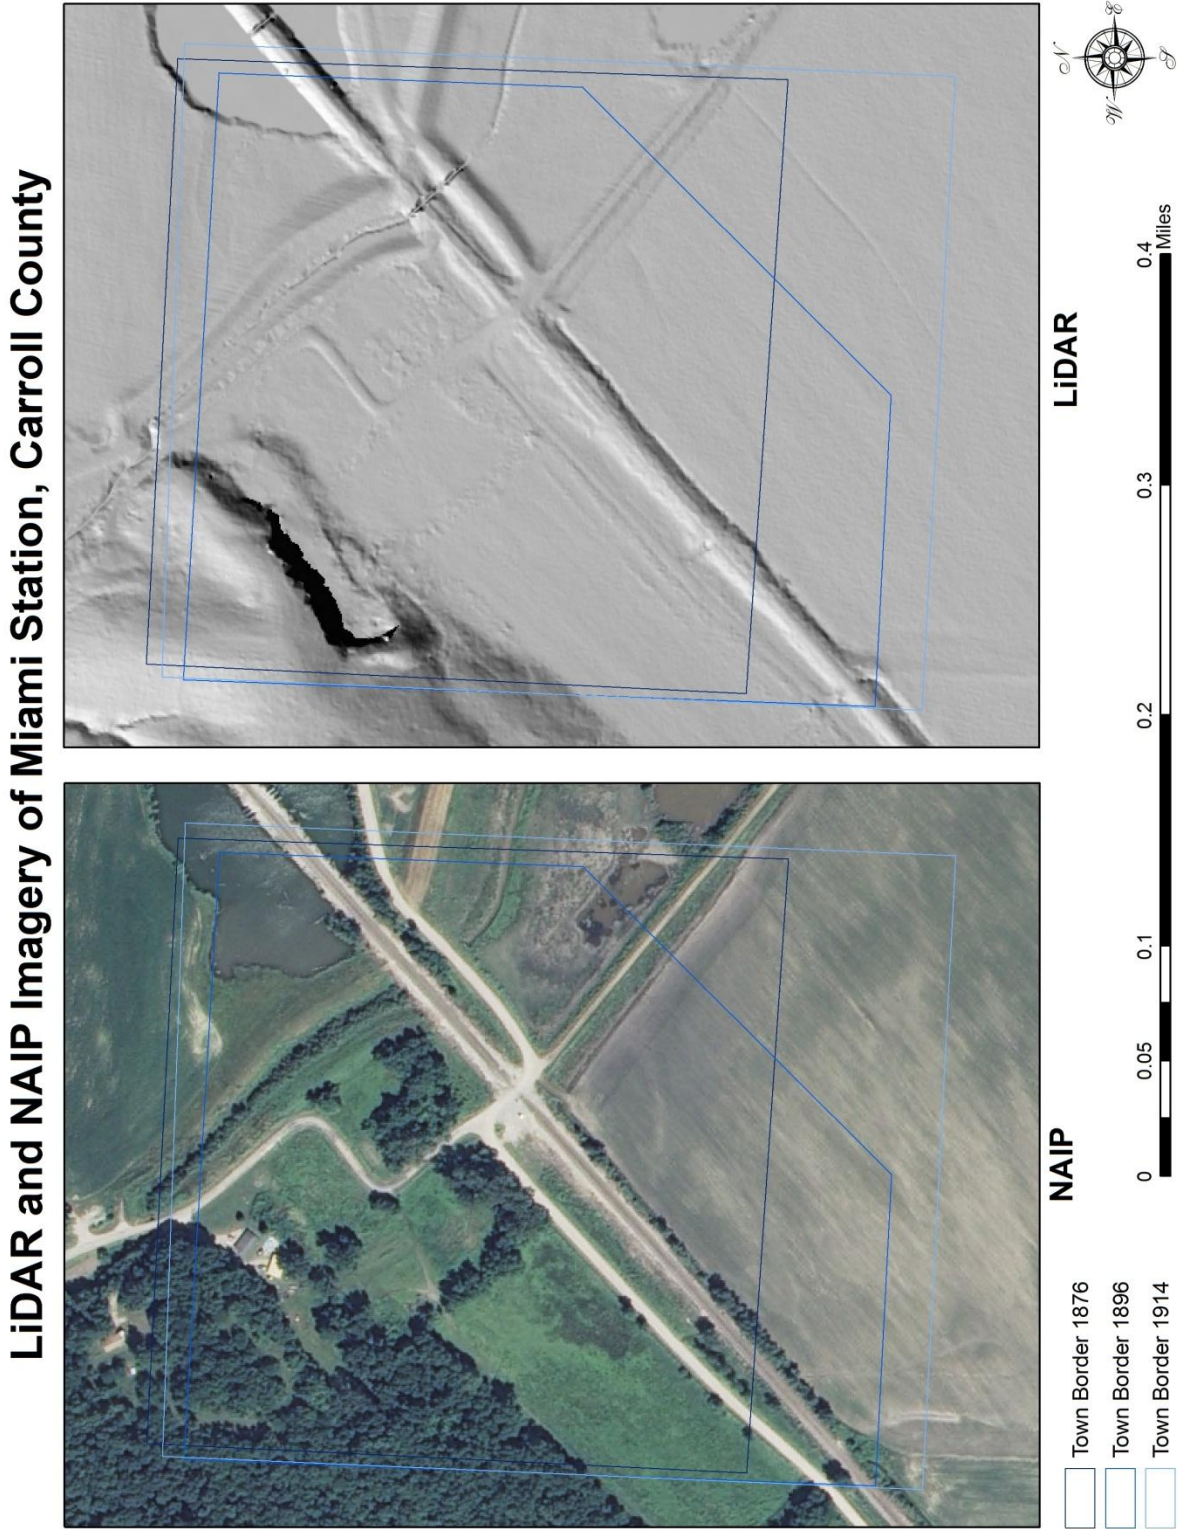 LiDAR and NAIP Imagery of Miami Station, Carroll County
NAIP
LiDAR
Town Border 1876
Town Border 1896
Town Border 1914
0 0.05 0.1 0.2 0.3 0.4
Miles
N
W E
S